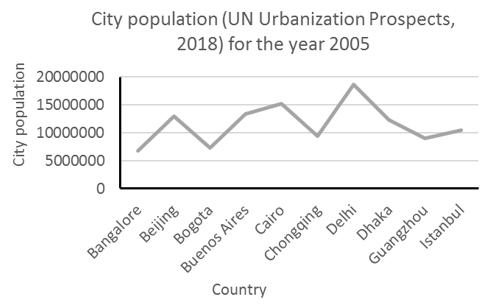 City population (UN Urbanization Prospects,
2018) for the year 2005
City population
20000000
15000000
10000000
5000000
0
Bangalore
Beijing
Bogota
Buenos Aires
Cairo
Chongqing
Delhi
Dhaka
Guangzhou
Istanbul
Country